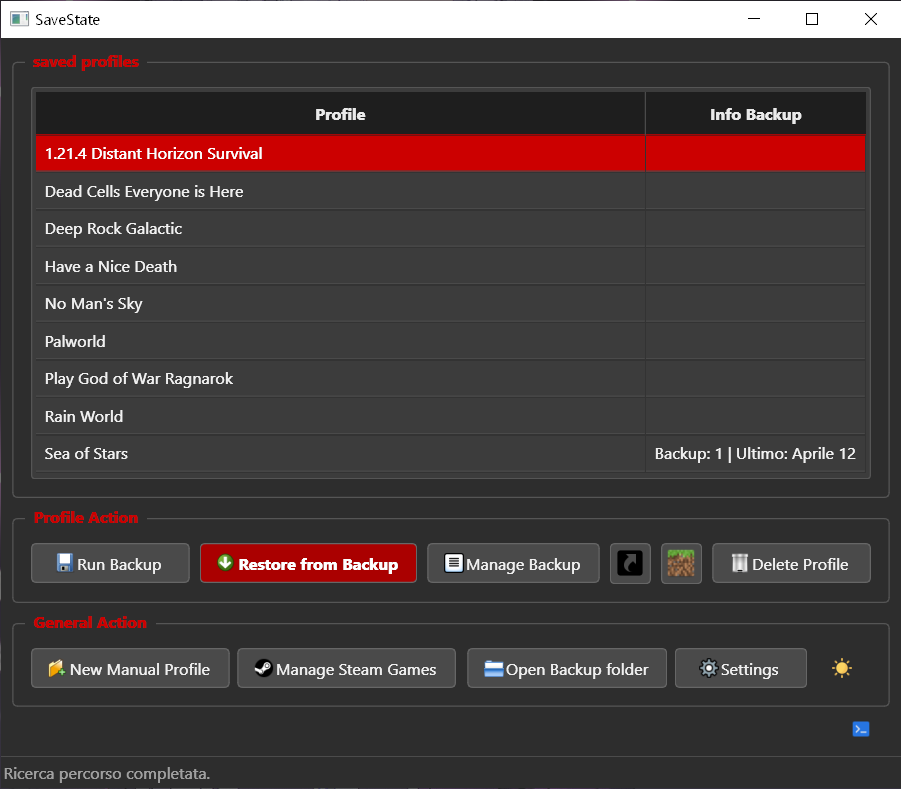 SaveState
saved profiles
Profile Info Backup
1.21.4 Distant Horizon Survival
Dead Cells Everyone is Here
Deep Rock Galactic
Have a Nice Death
No Man's Sky
Palworld
Play God of War Ragnarok
Rain World
Sea of Stars Backup: 1 | Ultimo: Aprile 12
Profile Action
Run Backup Restore from Backup Manage Backup Delete Profile
General Action
New Manual Profile Manage Steam Games Open Backup folder Settings
Ricerca percorso completata.